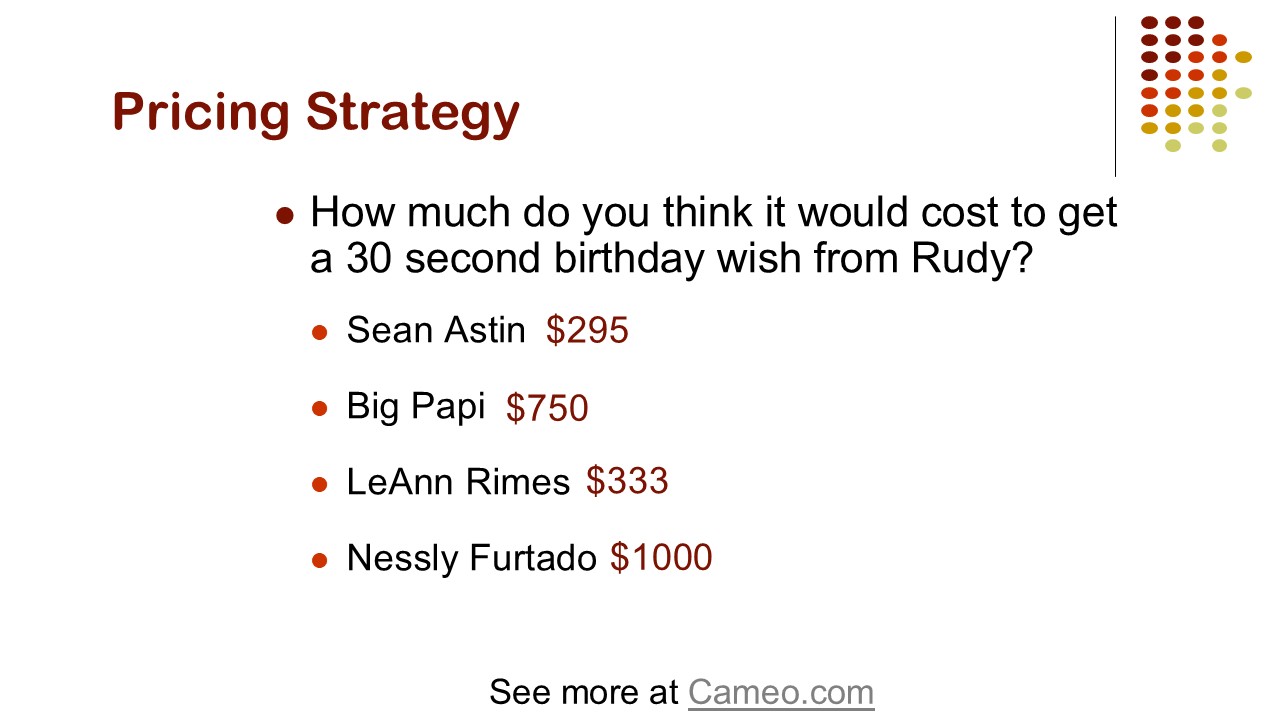 Pricing Strategy
How much do you think it would cost to get
a 30 second birthday wish from Rudy?
Sean Astin $295
Big Papi $750
LeAnn Rimes $333
Nessly Furtado $1000
See more at Cameo.com